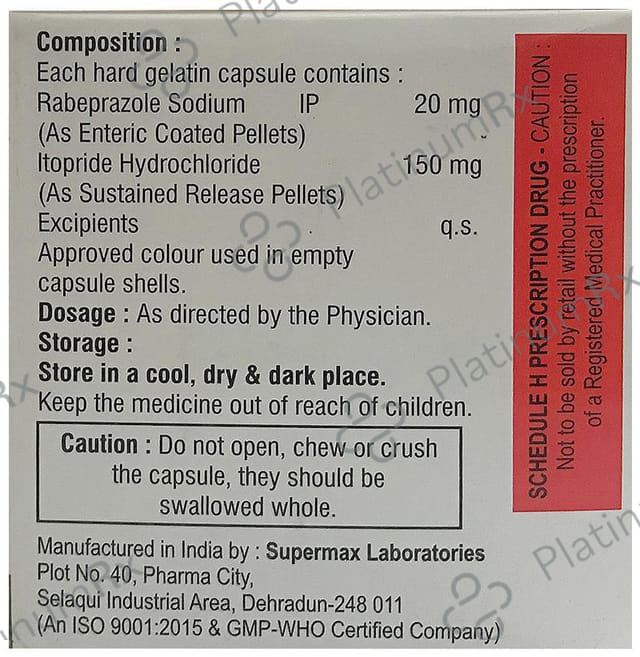 Composition :
Each hard gelatin capsule contains :
Rabeprazole Sodium IP 20 mg
(As Enteric Coated Pellets)
Itopride Hydrochloride 150 mg
(As Sustained Release Pellets)
Excipients q.s.
Approved colour used in empty
capsule shells.
Dosage : As directed by the Physician.
Storage :
Store in a cool, dry & dark place.
Keep the medicine out of reach of children.
Caution : Do not open, chew or crush
the capsule, they should be
swallowed whole.
Manufactured in India by : Supermax Laboratories
Plot No. 40, Pharma City,
Selaqui Industrial Area, Dehradun-248 011
(An ISO 9001:2015 & GMP-WHO Certified Company)
SCHEDULE H PRESCRIPTION DRUG - CAUTION :
Not to be sold by retail without the prescription
of a Registered Medical Practitioner.
PlatinumRx
PlatinumRx
Platinum
Platinum
PlatinumRx